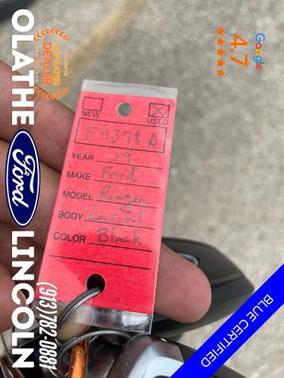 OLATHE Ford LINCOLN
(913)782-0881
DEALER
Google
4.7
NEW
USED
F4378A
YEAR 19
MAKE Ford
MODEL Ranger
BODY
COLOR Black
BLUE CERTIFIED